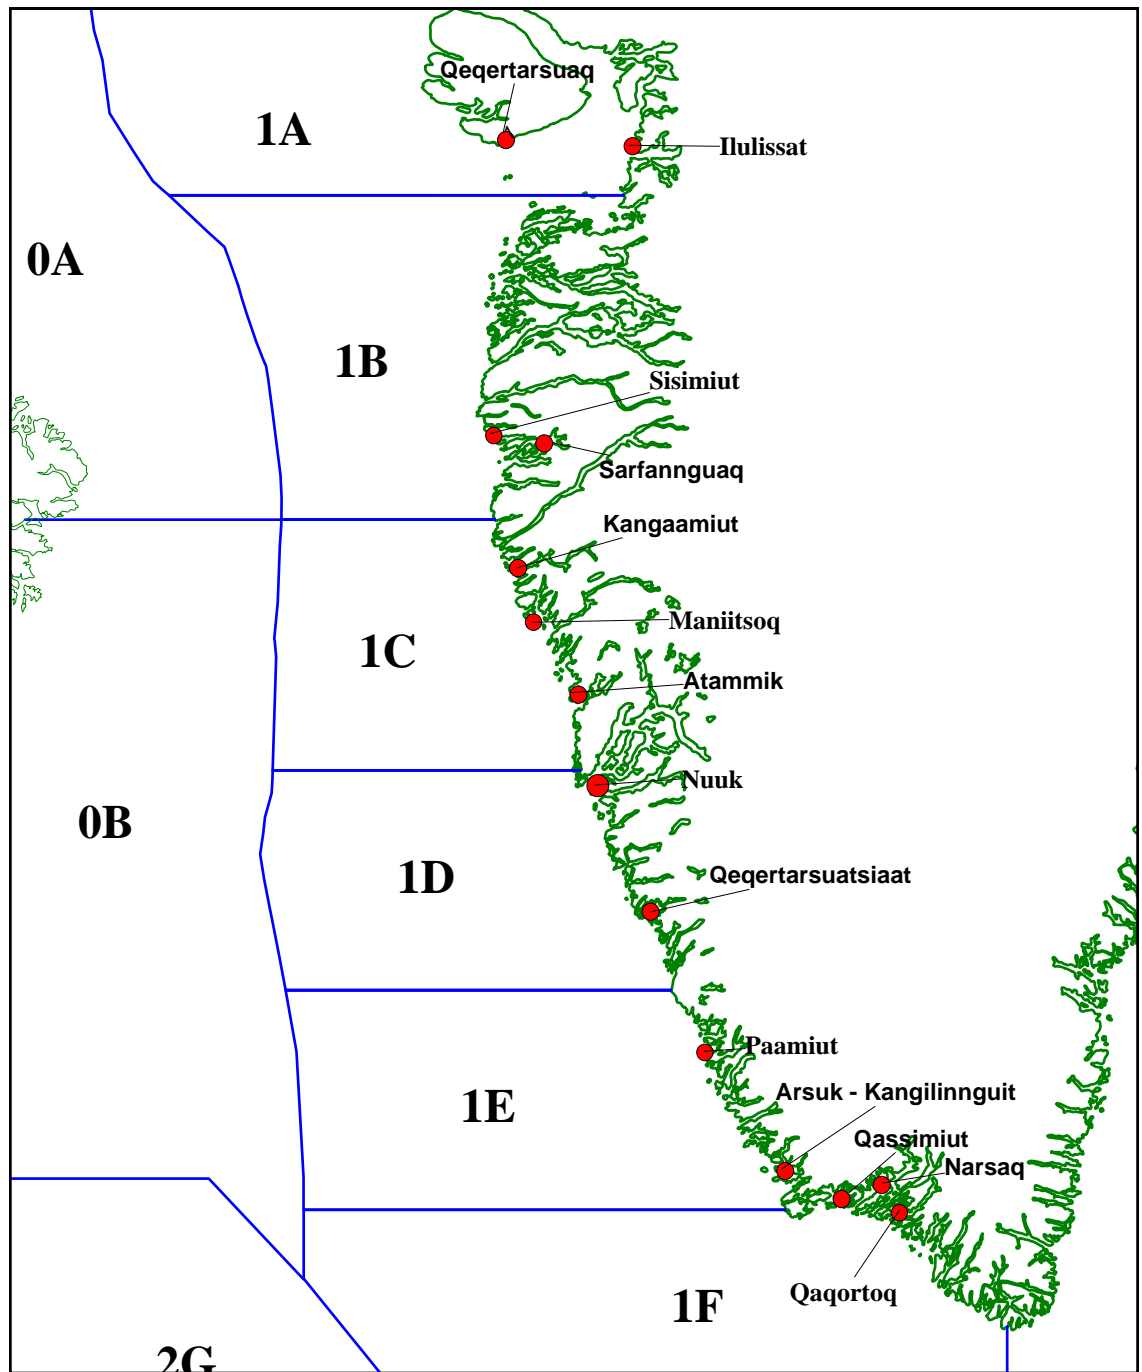 Qeqertarsuaq
1A
Ilulissat
0A
1B
Sisimiut
Sarfannguaq
Kangaamiut
Maniitsoq
1C
Atammik
Nuuk
0B
1D
Qeqertarsuatsiaat
Paamiut
Arsuk - Kangilinnguit
1E
Qassimiut
Narsaq
Qaqortoq
1F
2G